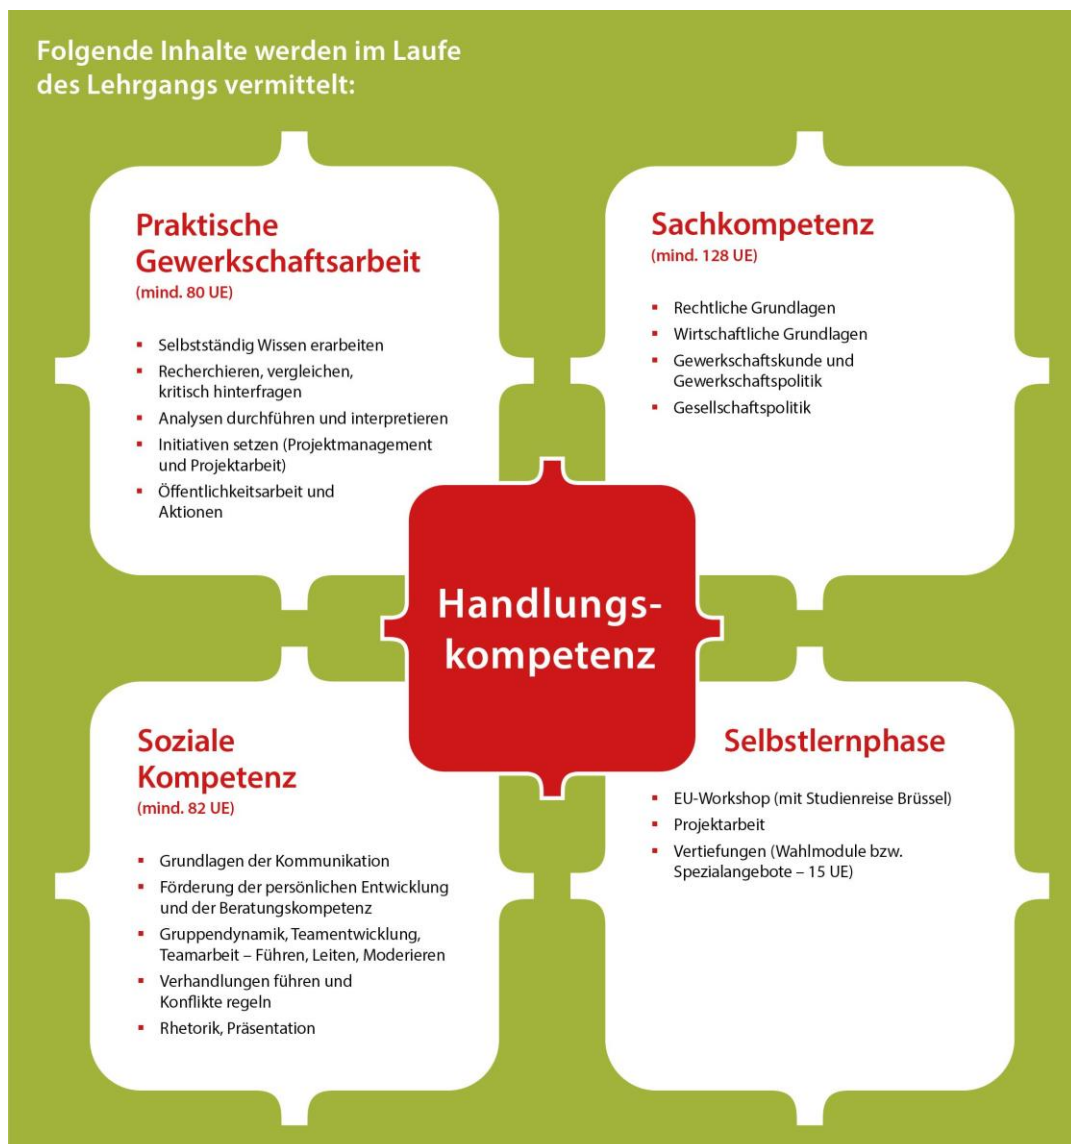 Folgende Inhalte werden im Laufe
des Lehrgangs vermittelt:
Praktische
Gewerkschaftsarbeit
(mind. 80 UE)
▪ Selbstständig Wissen erarbeiten
▪ Recherchieren, vergleichen,
kritisch hinterfragen
▪ Analysen durchführen und interpretieren
▪ Initiativen setzen (Projektmanagement
und Projektarbeit)
▪ Öffentlichkeitsarbeit und
Aktionen
Sachkompetenz
(mind. 128 UE)
▪ Rechtliche Grundlagen
▪ Wirtschaftliche Grundlagen
▪ Gewerkschaftskunde und
Gewerkschaftspolitik
▪ Gesellschaftspolitik
Handlungs-
kompetenz
Soziale
Kompetenz
(mind. 82 UE)
▪ Grundlagen der Kommunikation
▪ Förderung der persönlichen Entwicklung
und der Beratungskompetenz
▪ Gruppendynamik, Teamentwicklung,
Teamarbeit – Führen, Leiten, Moderieren
▪ Verhandlungen führen und
Konflikte regeln
▪ Rhetorik, Präsentation
Selbstlernphase
▪ EU-Workshop (mit Studienreise Brüssel)
▪ Projektarbeit
▪ Vertiefungen (Wahlmodule bzw.
Spezialangebote – 15 UE)